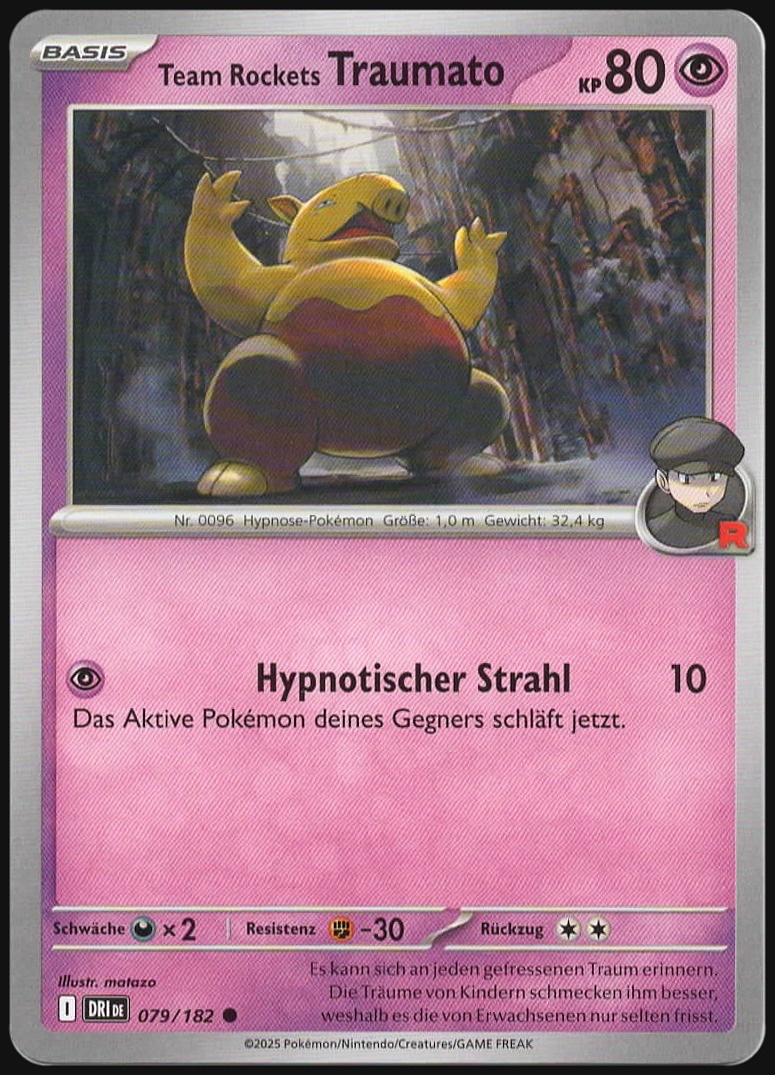 BASIS
Team Rockets Traumato KP 80
Nr. 0096 Hypnose-Pokémon Größe: 1,0 m Gewicht: 32,4 kg
R
Hypnotischer Strahl 10
Das Aktive Pokémon deines Gegners schläft jetzt.
Schwäche ×2 Resistenz -30 Rückzug
Illustr. matazo
Es kann sich an jeden gefressenen Traum erinnern.
Die Träume von Kindern schmecken ihm besser,
weshalb es die von Erwachsenen nur selten frisst.
I DRI DE 079/182
©2025 Pokémon/Nintendo/Creatures/GAME FREAK